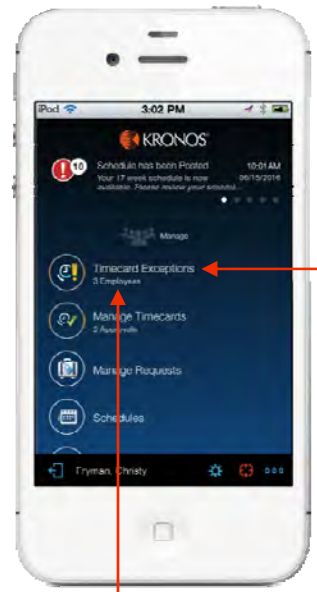 iPod 3:02 PM
KRONOS
10 Schedule has been Posted 10:01 AM
Your 17 week schedule is now 06/15/2016
available. Please review your
Manage
Timecard Exceptions
3 Employees
Manage Timecards
2 Approvals
Manage Requests
Schedules
Fryman, Christy